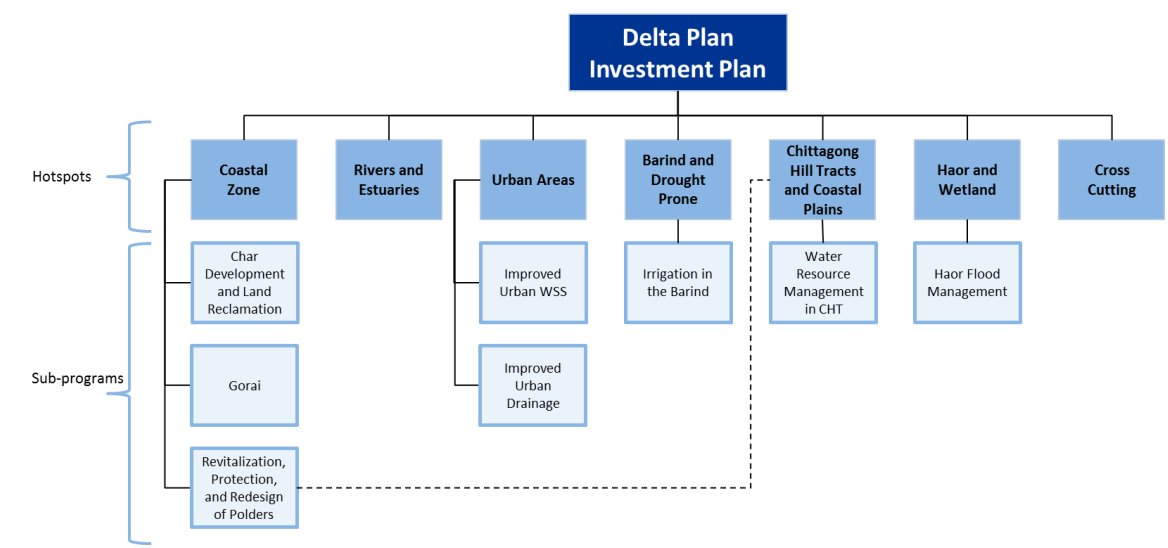 Delta Plan
Investment Plan
Hotspots
Coastal
Zone
Rivers and
Estuaries
Urban Areas
Barind and
Drought
Prone
Chittagong
Hill Tracts
and Coastal
Plains
Haor and
Wetland
Cross
Cutting
Sub-programs
Char
Development
and Land
Reclamation
Improved
Urban WSS
Irrigation in
the Barind
Water
Resource
Management
in CHT
Haor Flood
Management
Gorai
Improved
Urban
Drainage
Revitalization,
Protection,
and Redesign
of Polders